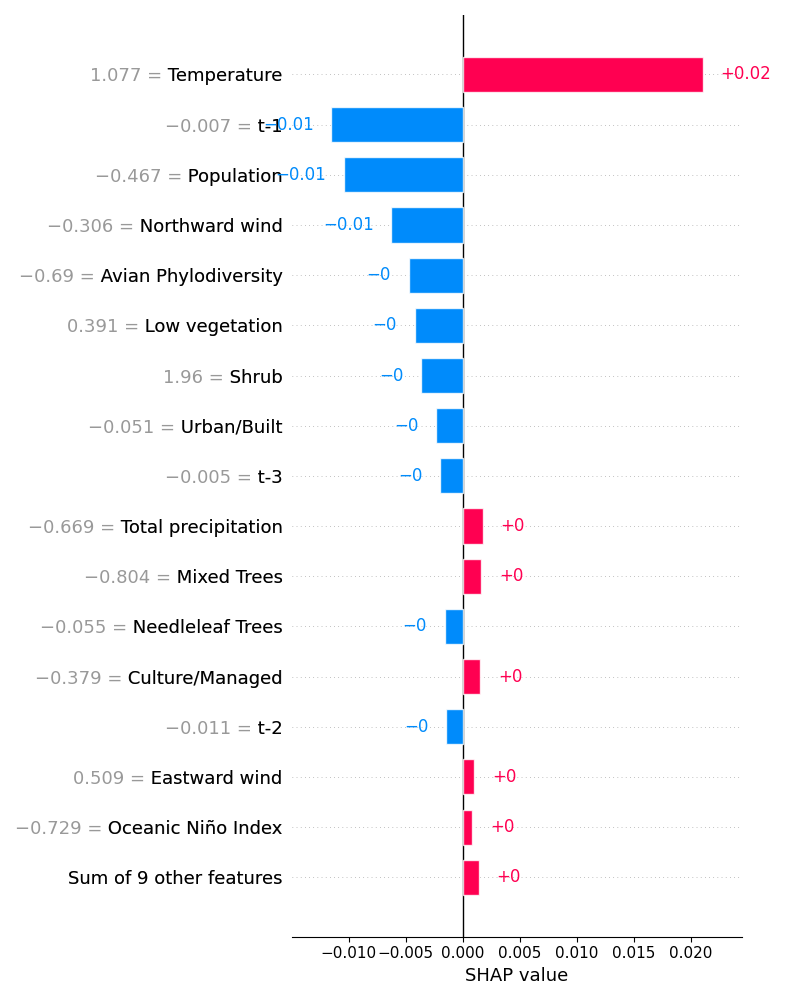 1.077 = Temperature +0.02
−0.007 = t-1 −0.01
−0.467 = Population −0.01
−0.306 = Northward wind −0.01
−0.69 = Avian Phylodiversity −0
0.391 = Low vegetation −0
1.96 = Shrub −0
−0.051 = Urban/Built −0
−0.005 = t-3 −0
−0.669 = Total precipitation +0
−0.804 = Mixed Trees +0
−0.055 = Needleleaf Trees −0
−0.379 = Culture/Managed +0
−0.011 = t-2 −0
0.509 = Eastward wind +0
−0.729 = Oceanic Niño Index +0
Sum of 9 other features +0
−0.010 −0.005 0.000 0.005 0.010 0.015 0.020
SHAP value